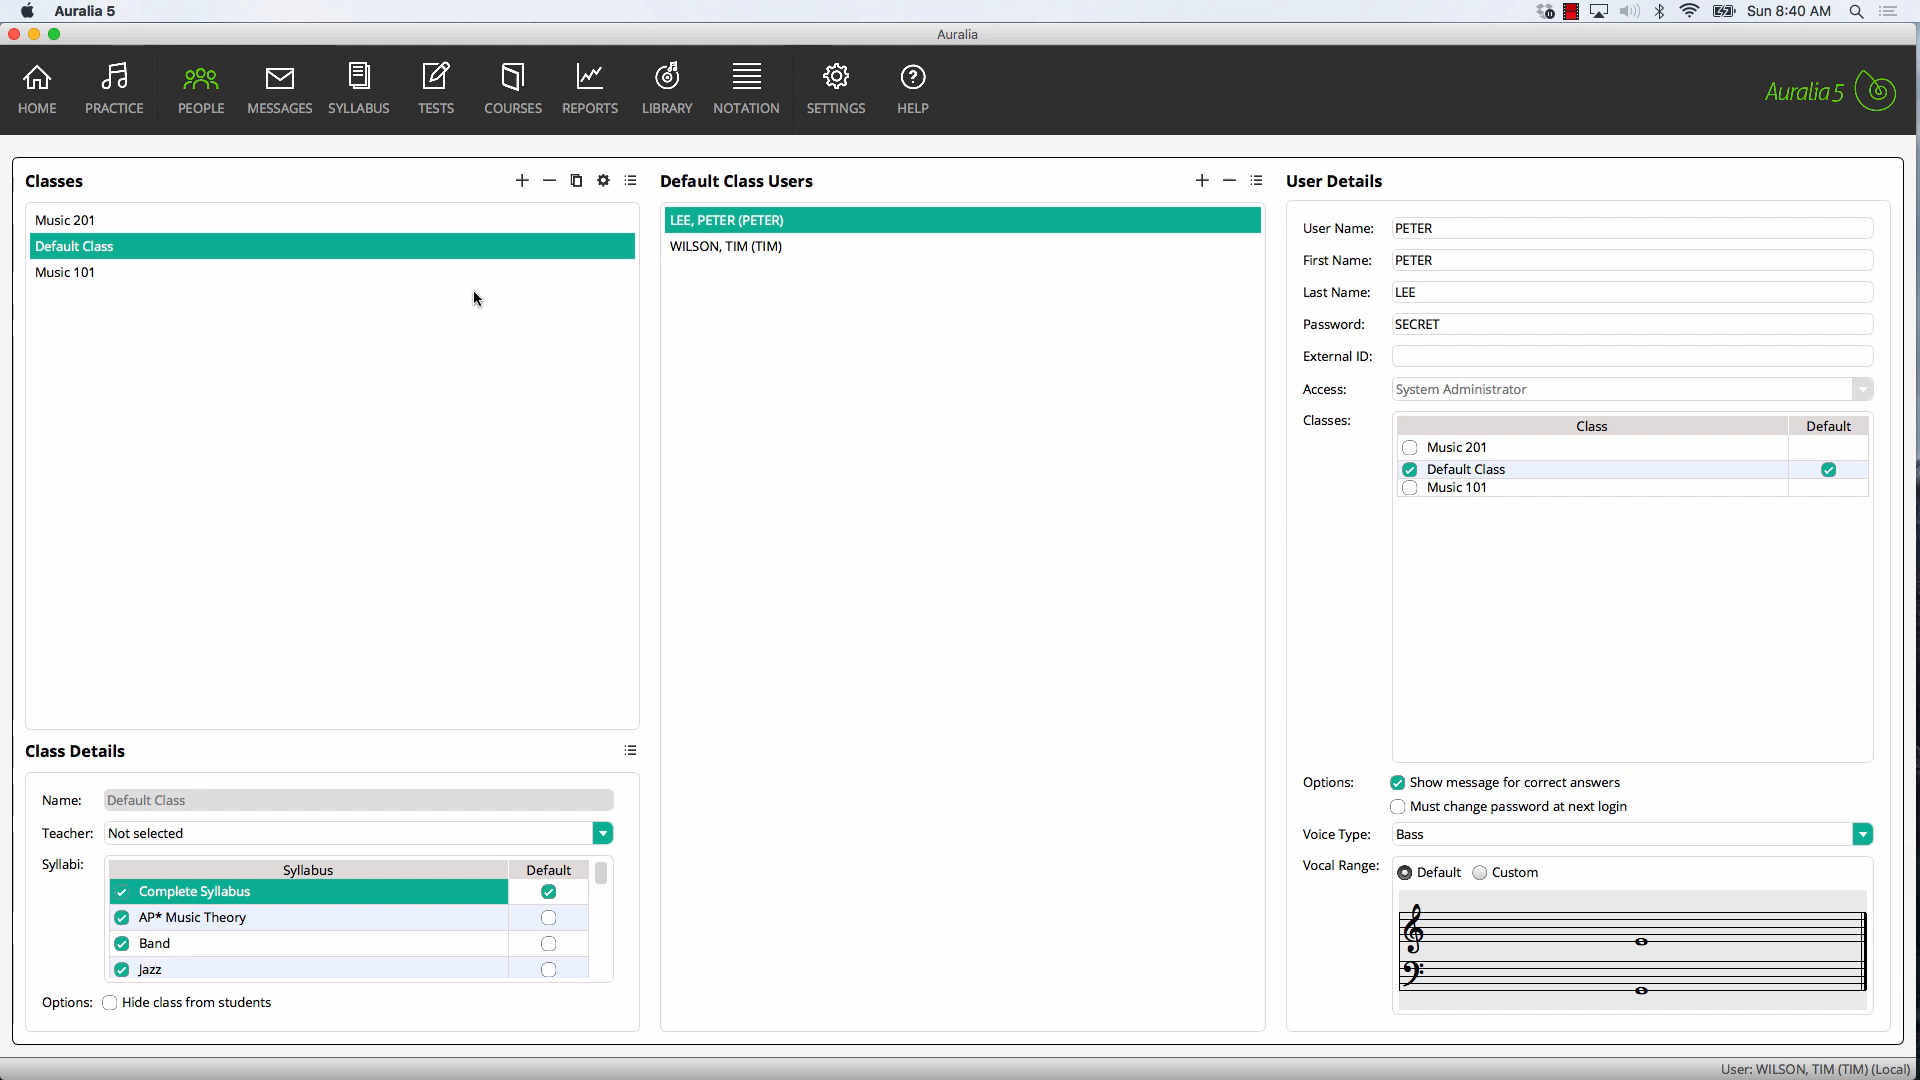 Auralia 5
Sun 8:40 AM
Auralia
HOME
PRACTICE
PEOPLE
MESSAGES
SYLLABUS
TESTS
COURSES
REPORTS
LIBRARY
NOTATION
SETTINGS
HELP
Auralia 5
Classes
Music 201
Default Class
Music 101
Class Details
Name: Default Class
Teacher: Not selected
Syllabi:
Syllabus Default
Complete Syllabus
AP* Music Theory
Band
Jazz
Options: Hide class from students
Default Class Users
LEE, PETER (PETER)
WILSON, TIM (TIM)
User Details
User Name: PETER
First Name: PETER
Last Name: LEE
Password: SECRET
External ID:
Access: System Administrator
Classes:
Class Default
Music 201
Default Class
Music 101
Options: Show message for correct answers
Must change password at next login
Voice Type: Bass
Vocal Range: Default Custom
User: WILSON, TIM (TIM) (Local)